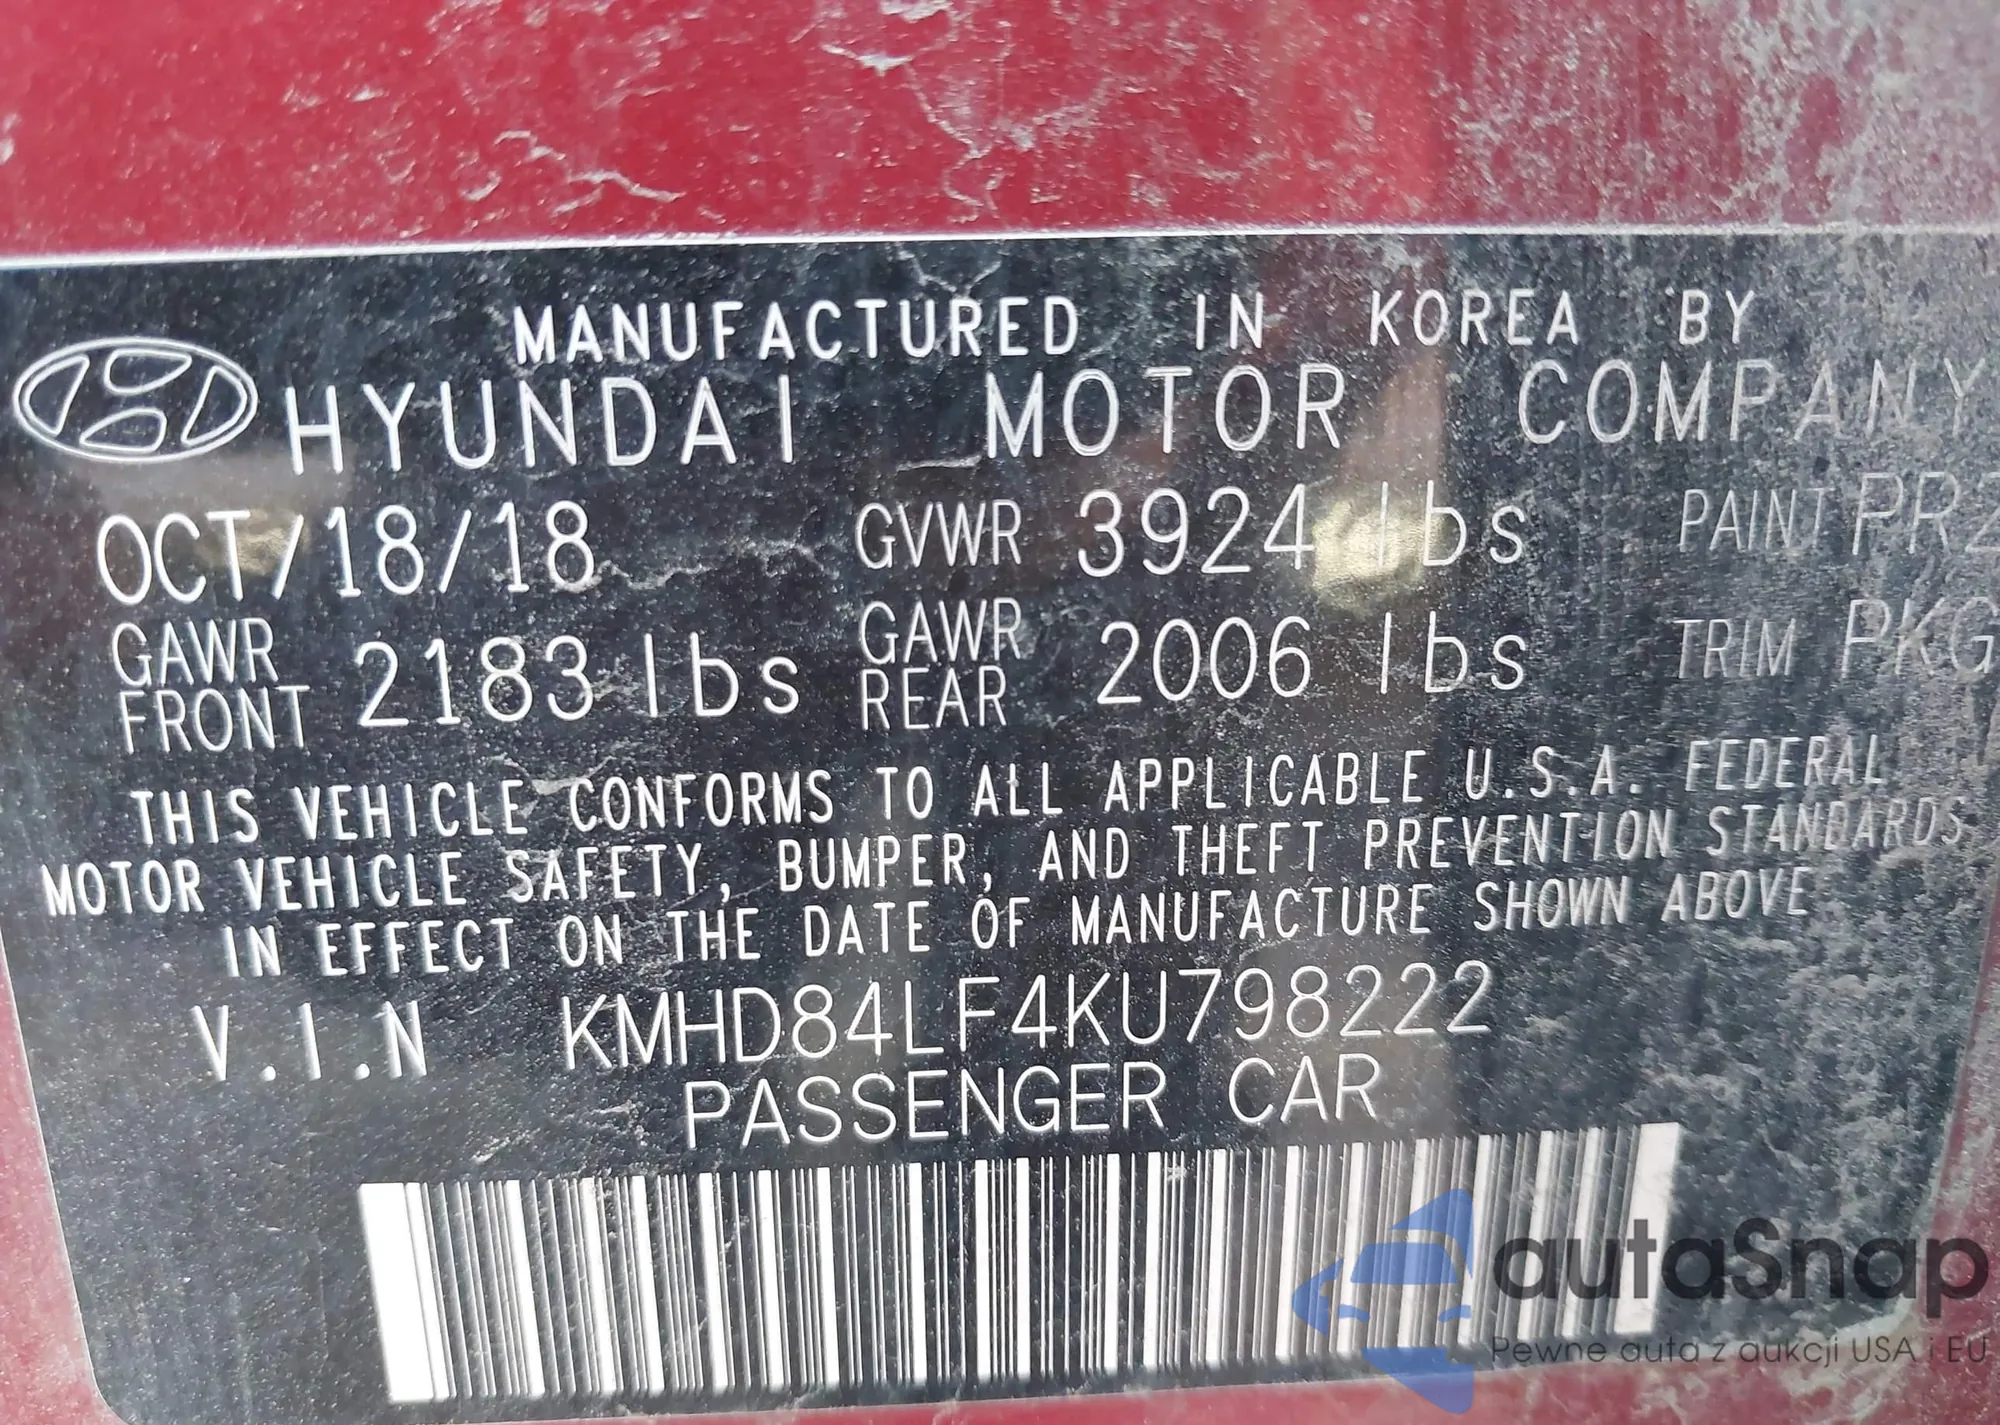 MANUFACTURED IN KOREA BY
HYUNDAI MOTOR COMPANY
OCT/18/18 GVWR 3924 lbs PAINT PR2
GAWR FRONT 2183 lbs GAWR REAR 2006 lbs TRIM PKG
THIS VEHICLE CONFORMS TO ALL APPLICABLE U.S.A. FEDERAL
MOTOR VEHICLE SAFETY, BUMPER, AND THEFT PREVENTION STANDARDS
IN EFFECT ON THE DATE OF MANUFACTURE SHOWN ABOVE
V.I.N KMHD84LF4KU798222
PASSENGER CAR
autaSnap
Pewne auta z aukcji USA i EU